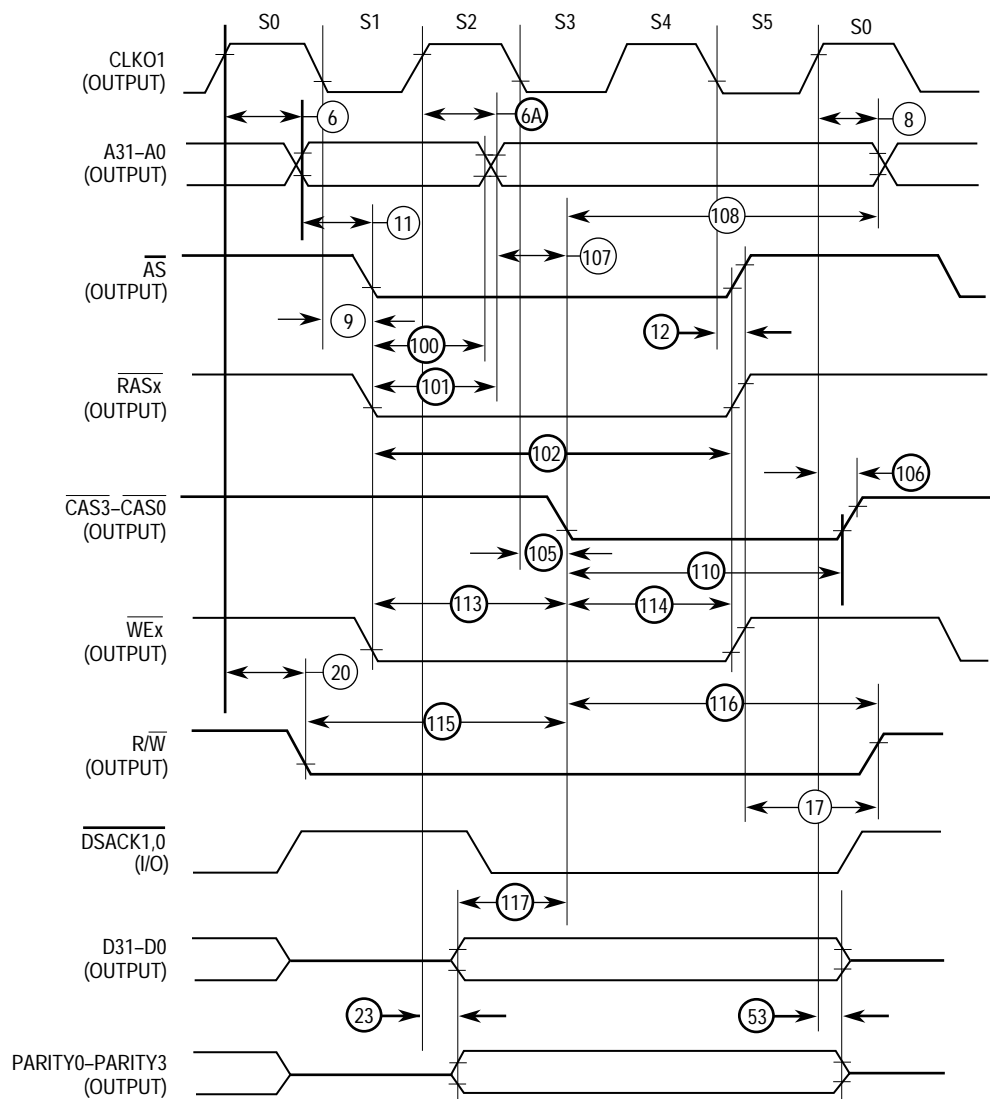 S0 S1 S2 S3 S4 S5 S0
CLKO1
(OUTPUT)
6 6A 8
A31–A0
(OUTPUT)
11 108
107
AS
(OUTPUT)
9 12
100
RASx
(OUTPUT)
101
102
106
CAS3–CAS0
(OUTPUT)
105
110
113 114
WEx
(OUTPUT)
20
116
115
R/W
(OUTPUT)
17
DSACK1,0
(I/O)
117
D31–D0
(OUTPUT)
23 53
PARITY0–PARITY3
(OUTPUT)